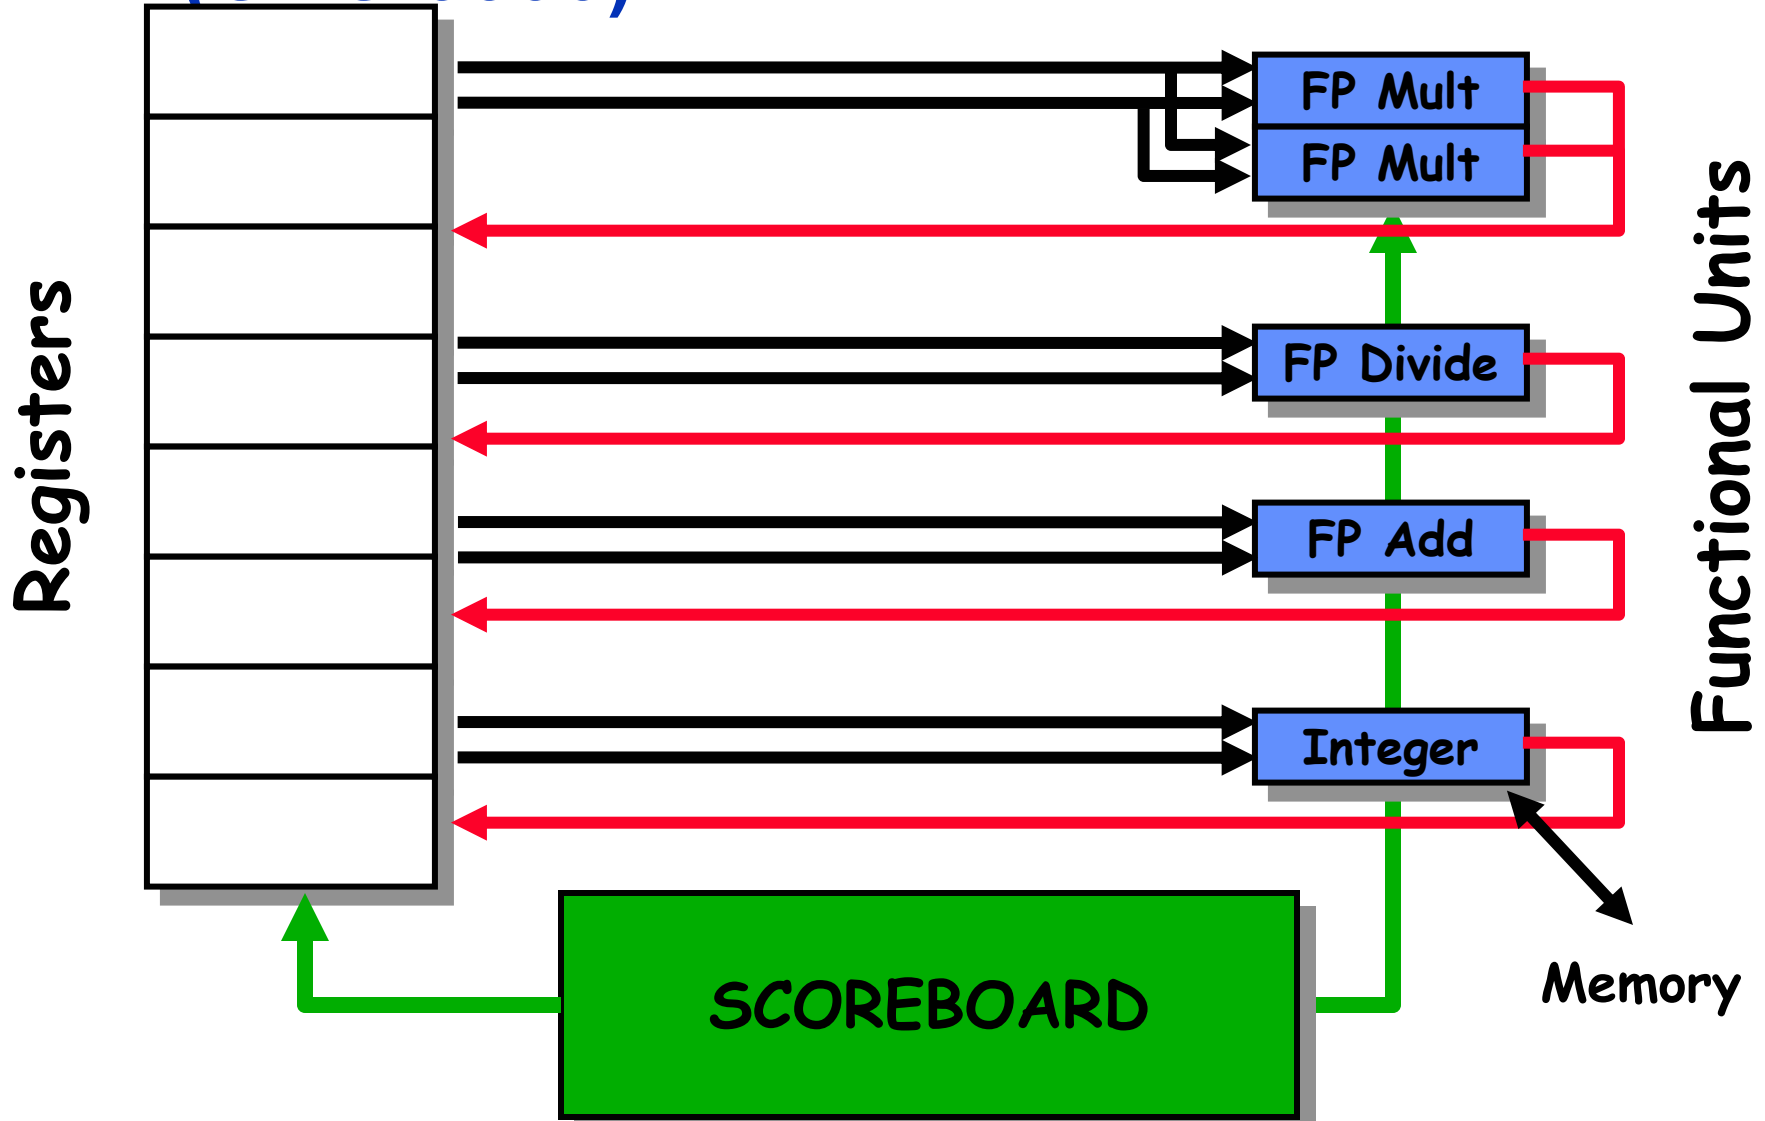 Registers
FP Mult
FP Mult
FP Divide
FP Add
Integer
Functional Units
SCOREBOARD
Memory